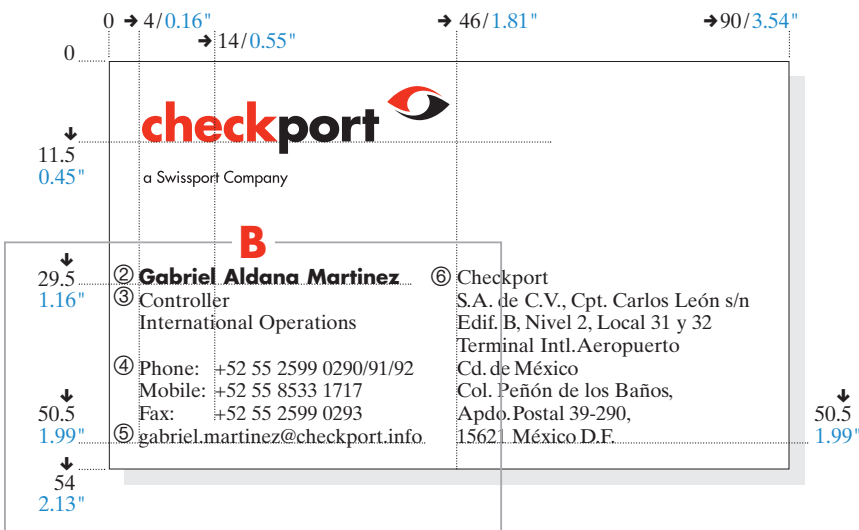 0 ➔ 4/0.16" ➔ 46/1.81" ➔90/3.54"
➔ 14/0.55"
0
checkport
11.5
0.45"
a Swissport Company
B
29.5
1.16"
② Gabriel Aldana Martinez
③ Controller
International Operations
④ Phone: +52 55 2599 0290/91/92
Mobile: +52 55 8533 1717
Fax: +52 55 2599 0293
⑤ gabriel.martinez@checkport.info
⑥ Checkport
S.A. de C.V., Cpt. Carlos León s/n
Edif. B, Nivel 2, Local 31 y 32
Terminal Intl.Aeropuerto
Cd. de México
Col. Peñón de los Baños,
Apdo.Postal 39-290,
15621 México D.F.
50.5
1.99"
50.5
1.99"
54
2.13"